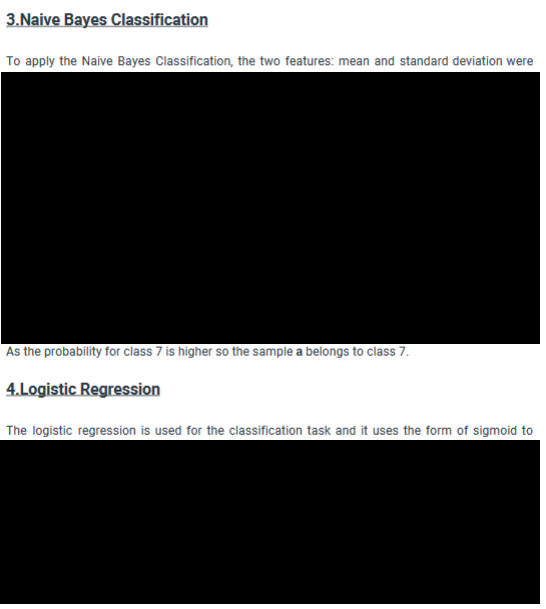 3.Naive Bayes Classification
To apply the Naive Bayes Classification, the two features: mean and standard deviation were
As the probability for class 7 is higher so the sample a belongs to class 7.
4.Logistic Regression
The logistic regression is used for the classification task and it uses the form of sigmoid to